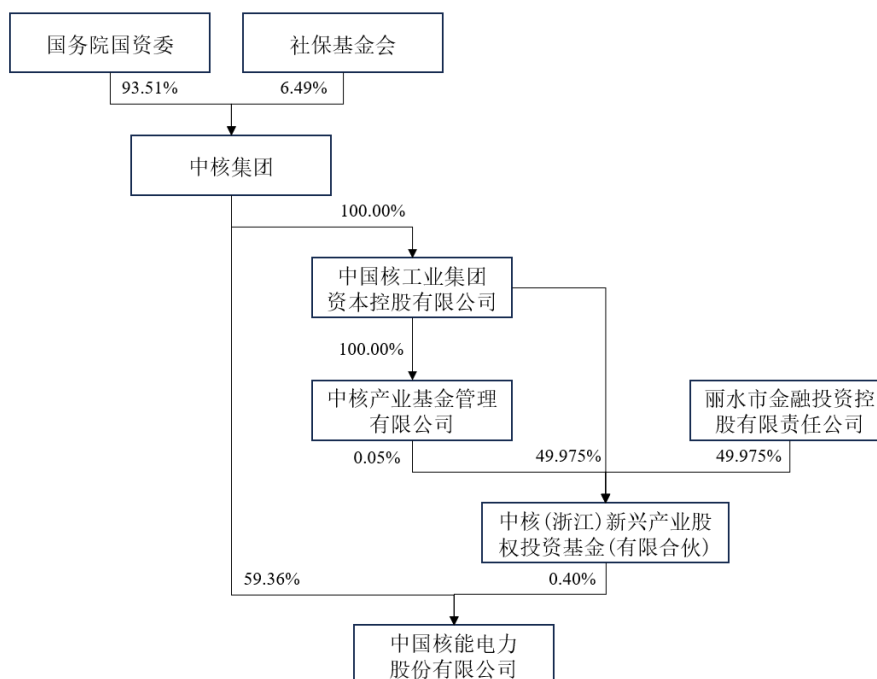 国务院国资委
社保基金会
93.51%
6.49%
中核集团
100.00%
中国核工业集团
资本控股有限公司
100.00%
中核产业基金管理
有限公司
丽水市金融投资控
股有限责任公司
0.05%
49.975%
49.975%
中核(浙江)新兴产业股
权投资基金(有限合伙)
59.36%
0.40%
中国核能电力
股份有限公司